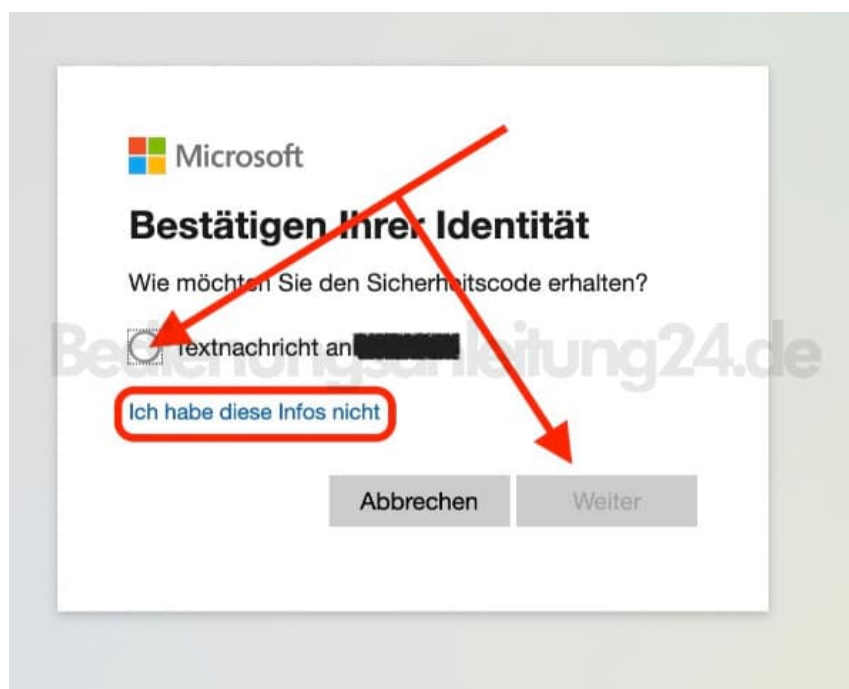 Microsoft
Bestätigen Ihrer Identität
Wie möchten Sie den Sicherheitscode erhalten?
Textnachricht an
Bedienungsanleitung24.de
Ich habe diese Infos nicht
Abbrechen
Weiter